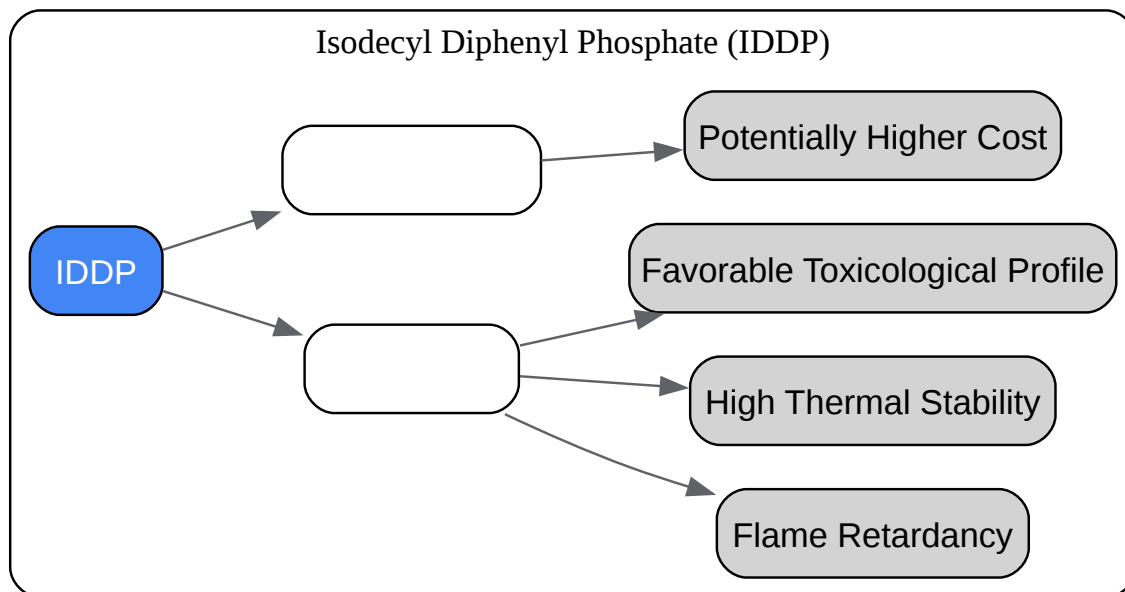 Isodecyl Diphenyl Phosphate (IDDP)
IDDP
Potentially Higher Cost
Favorable Toxicological Profile
High Thermal Stability
Flame Retardancy